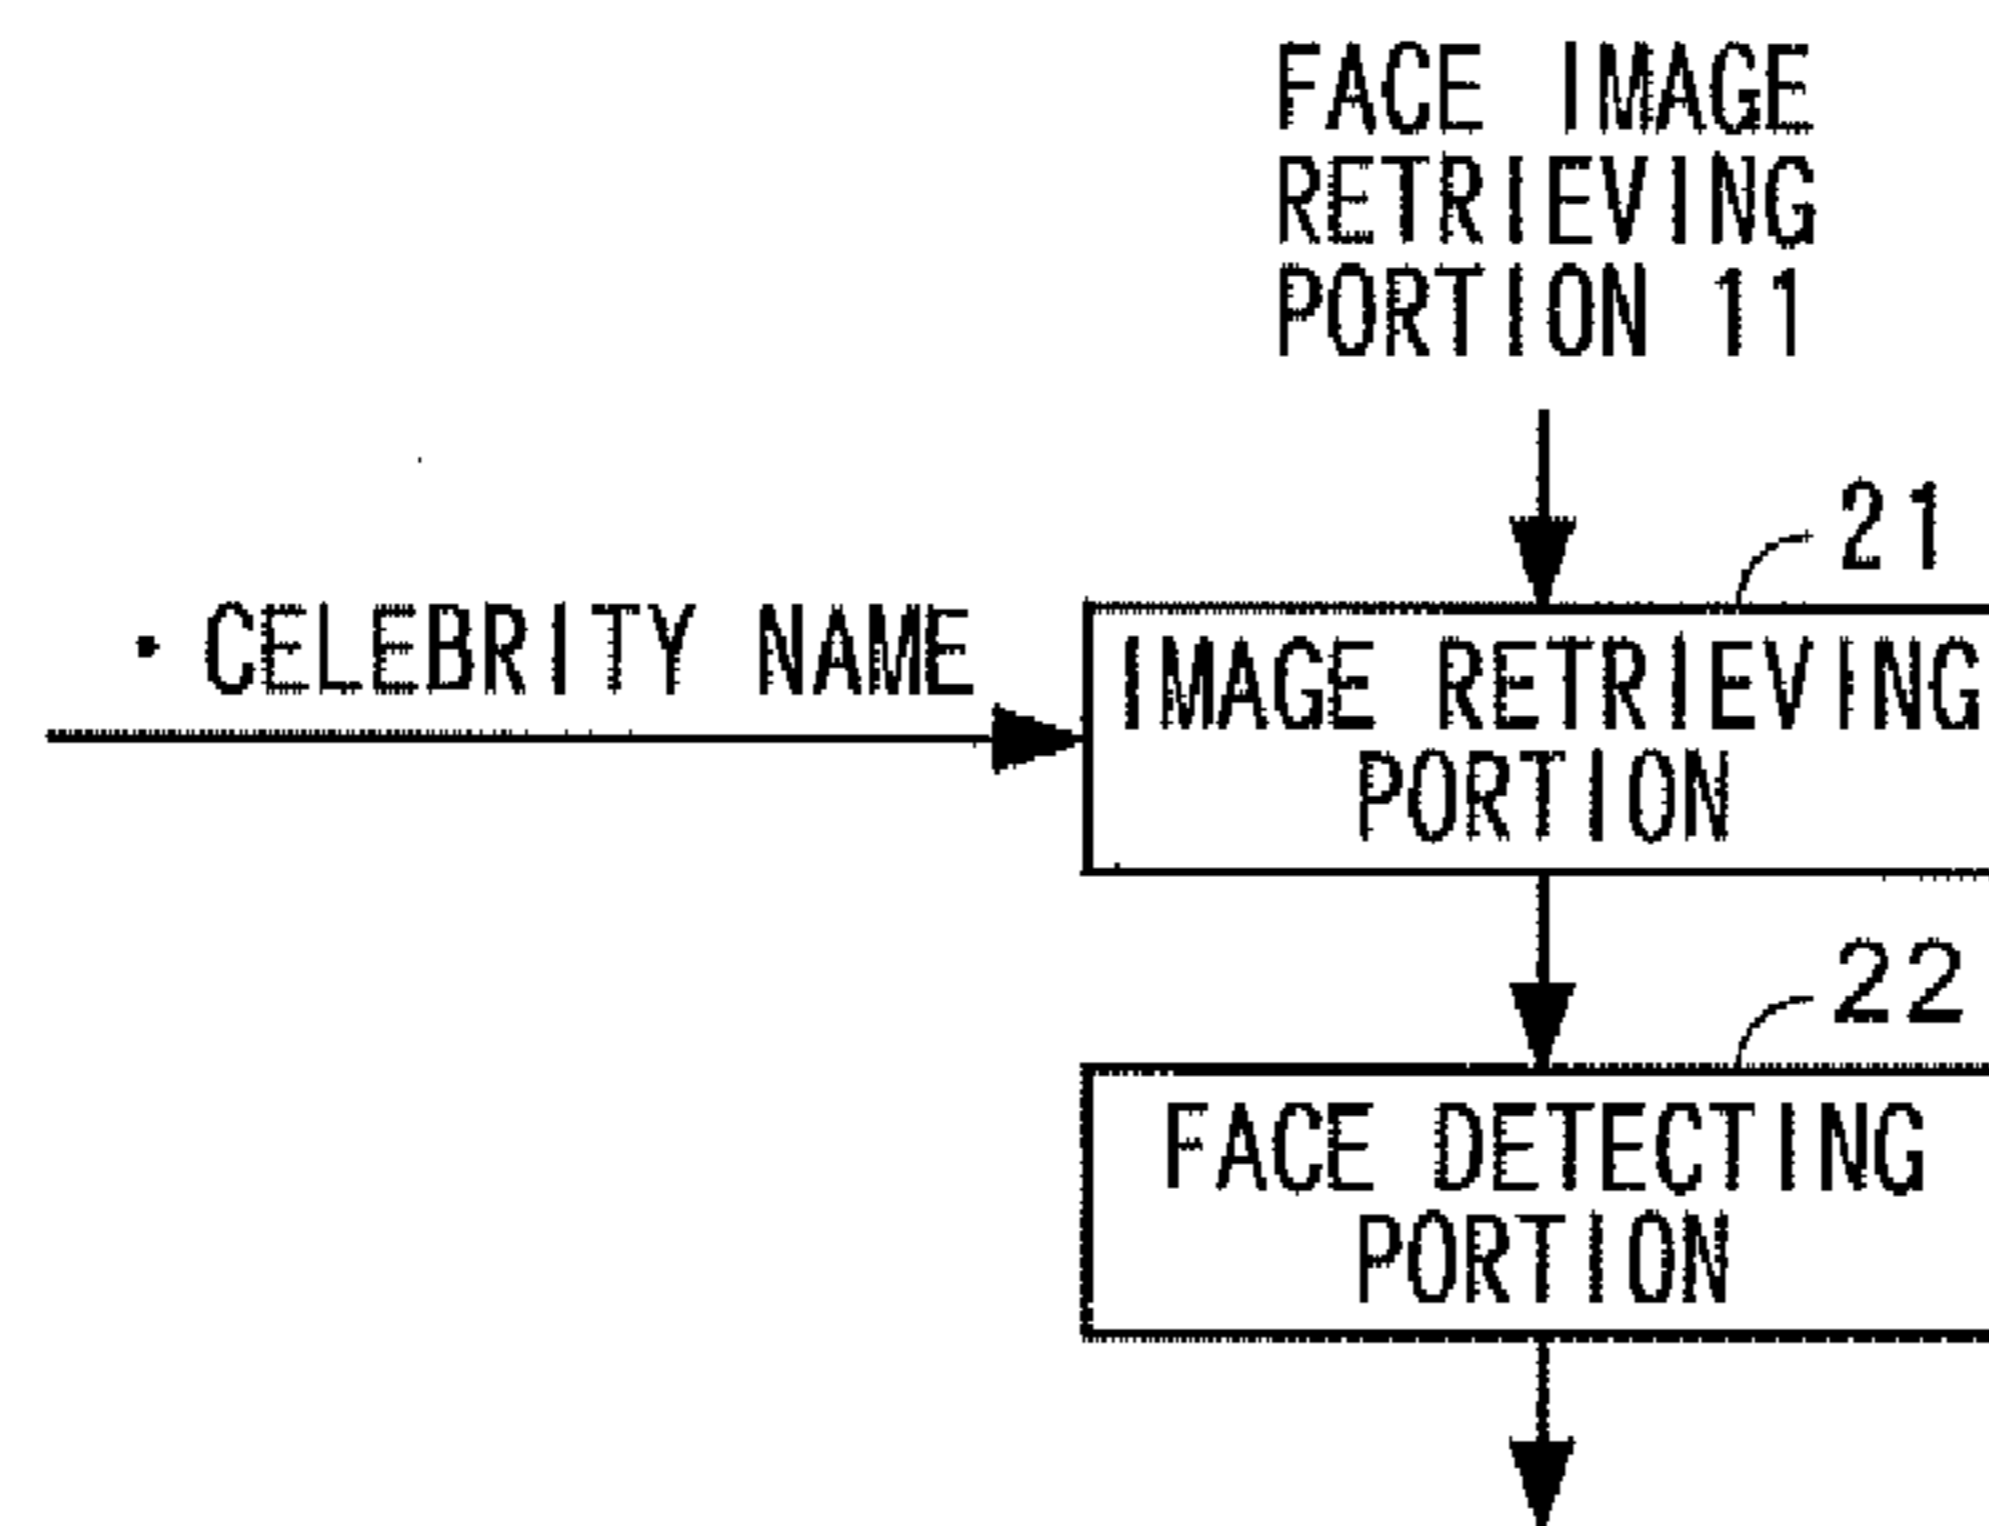 FACE IMAGE
RETRIEVING
PORTION 11
21
• CELEBRITY NAME
IMAGE RETRIEVING
PORTION
22
FACE DETECTING
PORTION